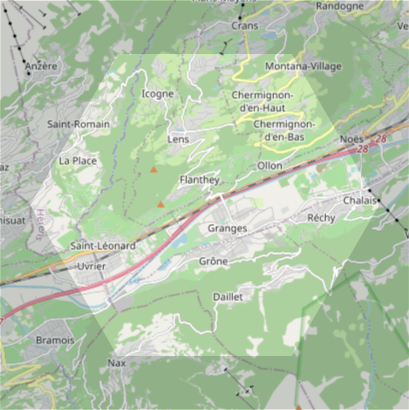 Randogne
Crans
Anzère
Montana-Village
Icogne
Chermignon-
d'en-Haut
Saint-Romain
Chermignon-
d'en-Bas
Lens
Noës
28
28
La Place
Ollon
Flanthey
Chalais
Réchy
Granges
Saint-Léonard
Uvrier
Grône
Daillet
Bramois
Nax